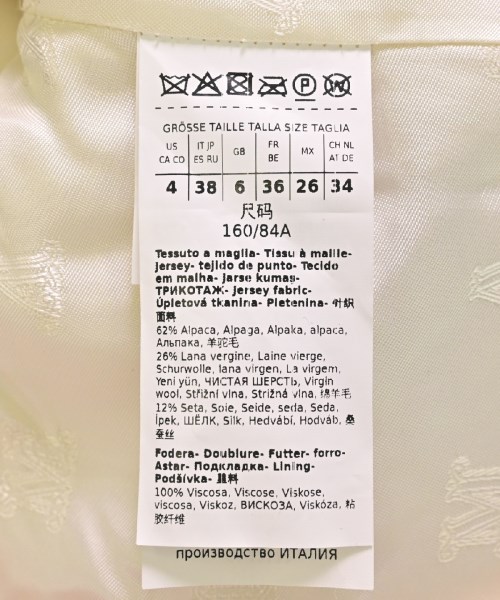 GRÖSSE TAILLE TALLA SIZE TAGLIA
US CA CO | IT JP ES RU | GB | FR BE | MX | CH NL AT DE
4 | 38 | 6 | 36 | 26 | 34
尺码
160/84A
Tessuto a maglia- Tissu à maille-
Jersey- tejido de punto- Tecido
em malha- Jarse kumaş-
ТРИКОТАЖ- Jersey fabric-
Úpletová tkanina- Pletenina- 针织
面料
62% Alpaca, Alpaga, Alpaka, alpaca,
Альпака, 羊驼毛
26% Lana vergine, Laine vierge,
Schurwolle, lana virgen, La virgem,
Yeni yün, ЧИСТАЯ ШЕРСТЬ, Virgin
wool, Střižní vlna, Strižná vlna, 绵羊毛
12% Seta, Soie, Seide, seda, Seda,
İpek, ШЁЛК, Silk, Hedvábí, Hodváb, 桑
蚕丝
Fodera- Doublure- Futter- forro-
Astar- Подкладка- Lining-
Podšívka- 里料
100% Viscosa, Viscose, Viskose,
viscosa, Viskoz, ВИСКОЗА, Viskóza, 粘
胶纤维
производство ИТАЛИЯ